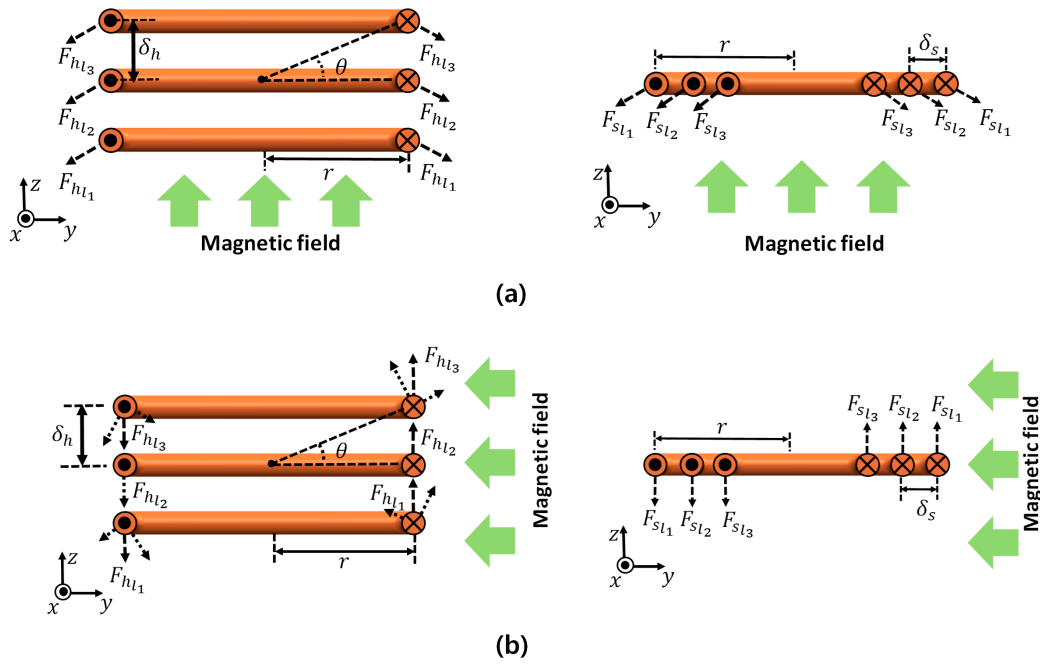 F_{h_{l_3}}
δ_h
θ
F_{h_{l_3}}
F_{h_{l_2}}
F_{h_{l_2}}
F_{h_{l_1}}
r
F_{h_{l_1}}
z
x
y
Magnetic field
r
δ_s
F_{s_{l_1}}
F_{s_{l_2}}
F_{s_{l_3}}
F_{s_{l_3}}
F_{s_{l_2}}
F_{s_{l_1}}
z
x
y
Magnetic field
(a)
F_{h_{l_3}}
δ_h
F_{h_{l_3}}
θ
F_{h_{l_2}}
F_{h_{l_2}}
F_{h_{l_1}}
F_{h_{l_1}}
r
z
x
y
Magnetic field
r
F_{s_{l_3}}
F_{s_{l_2}}
F_{s_{l_1}}
F_{s_{l_1}}
F_{s_{l_2}}
F_{s_{l_3}}
δ_s
z
x
y
Magnetic field
(b)